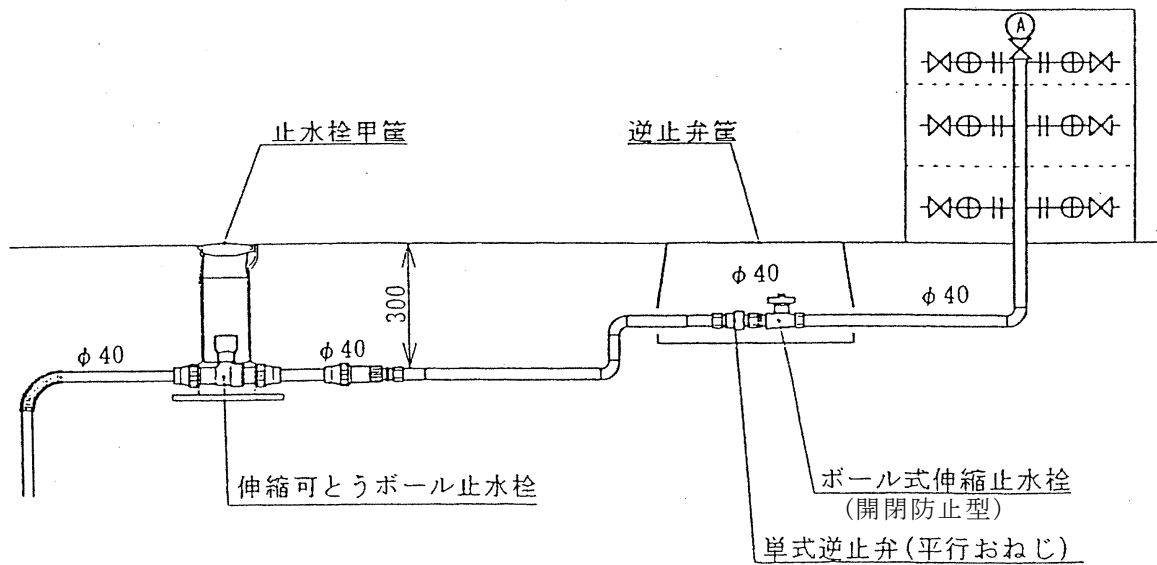 A
止水栓甲筐
逆止弁筐
300
φ40
φ40
φ40
φ40
伸縮可とうボール止水栓
ボール式伸縮止水栓
(開閉防止型)
単式逆止弁(平行おねじ)